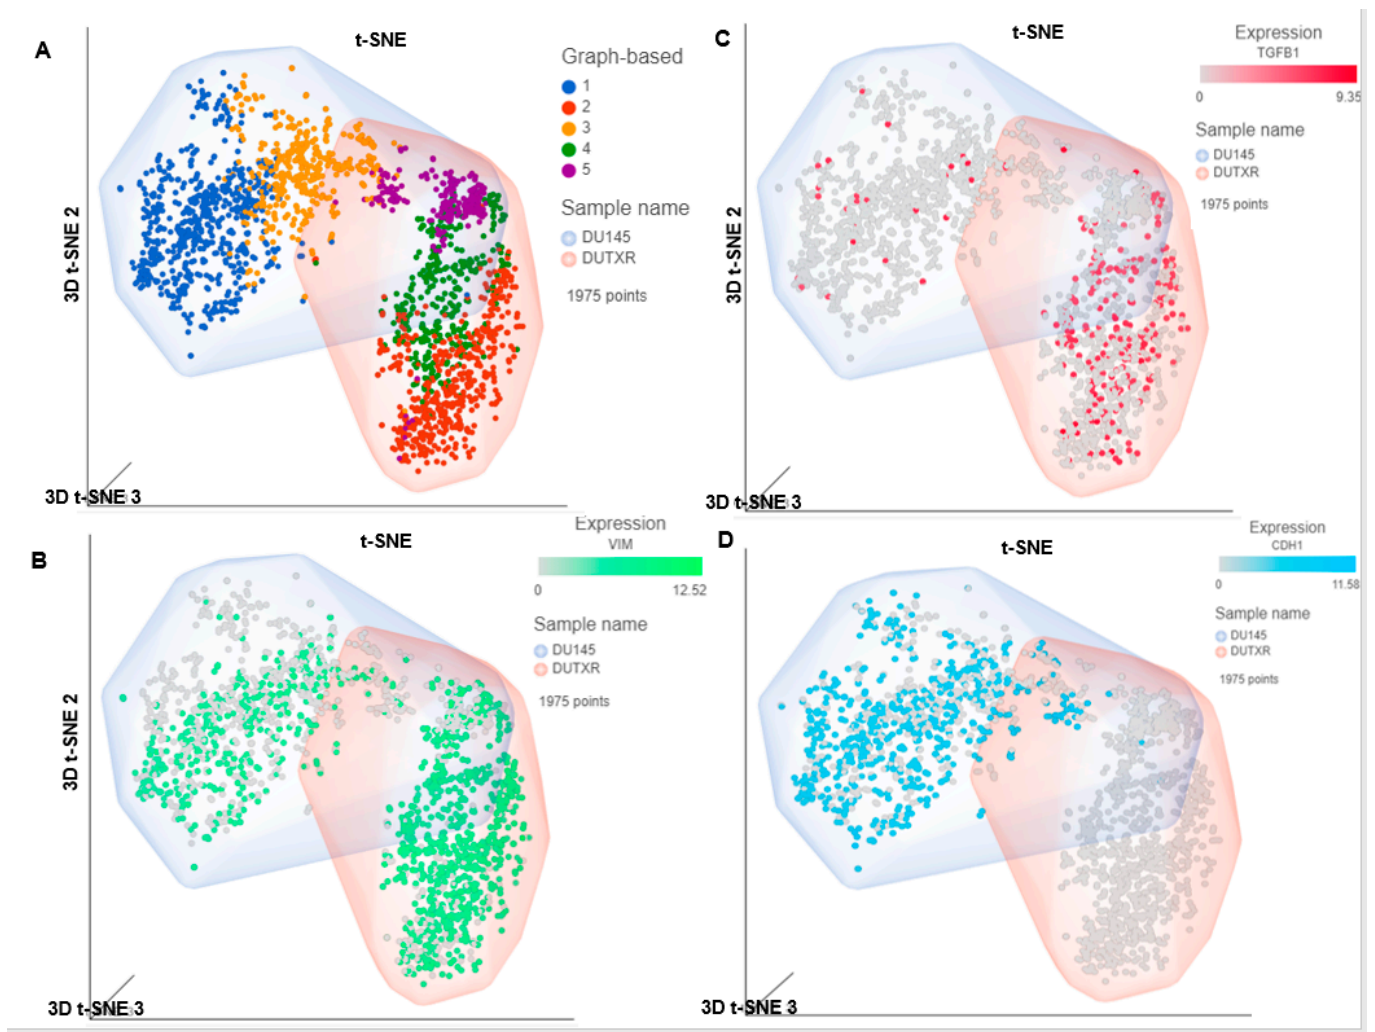 A
t-SNE
Graph-based
1
2
3
4
5
Sample name
DU145
DUTXR
1975 points
3D t-SNE 2
3D t-SNE 3
C
t-SNE
Expression
TGFB1
0
9.35
Sample name
DU145
DUTXR
1975 points
3D t-SNE 2
3D t-SNE 3
B
t-SNE
Expression
VIM
0
12.52
Sample name
DU145
DUTXR
1975 points
3D t-SNE 2
3D t-SNE 3
D
t-SNE
Expression
CDH1
0
11.58
Sample name
DU145
DUTXR
1975 points
3D t-SNE 3